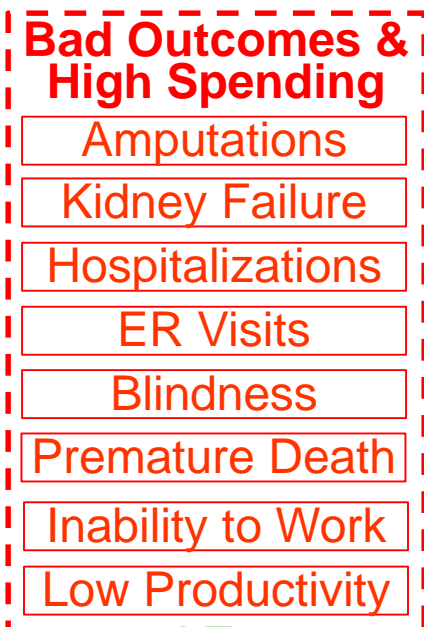 Bad Outcomes &
High Spending
Amputations
Kidney Failure
Hospitalizations
ER Visits
Blindness
Premature Death
Inability to Work
Low Productivity